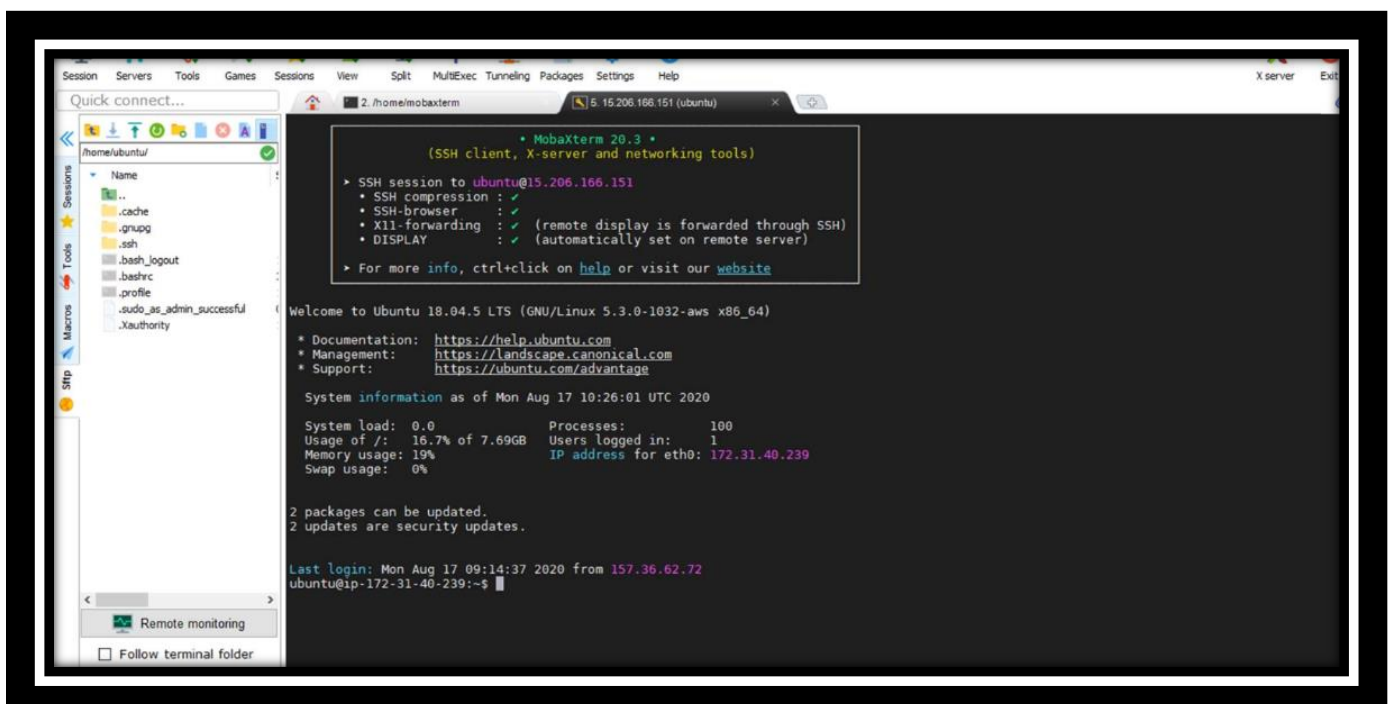 Session Servers Tools Games Sessions View Split MultiExec Tunneling Packages Settings Help X server Exit
Quick connect...
2. /home/mobaxterm
5. 15.206.166.151 (ubuntu)
/home/ubuntu/
Name
..
.cache
.gnupg
.ssh
.bash_logout
.bashrc
.profile
.sudo_as_admin_successful
.Xauthority
Sessions
Tools
Macros
Sftp
Remote monitoring
Follow terminal folder
• MobaXterm 20.3 •
(SSH client, X-server and networking tools)
➤ SSH session to ubuntu@15.206.166.151
• SSH compression : ✔
• SSH-browser : ✔
• X11-forwarding : ✔ (remote display is forwarded through SSH)
• DISPLAY : ✔ (automatically set on remote server)
➤ For more info, ctrl+click on help or visit our website
Welcome to Ubuntu 18.04.5 LTS (GNU/Linux 5.3.0-1032-aws x86_64)
* Documentation: https://help.ubuntu.com
* Management: https://landscape.canonical.com
* Support: https://ubuntu.com/advantage
System information as of Mon Aug 17 10:26:01 UTC 2020
System load: 0.0 Processes: 100
Usage of /: 16.7% of 7.69GB Users logged in: 1
Memory usage: 19% IP address for eth0: 172.31.40.239
Swap usage: 0%
2 packages can be updated.
2 updates are security updates.
Last login: Mon Aug 17 09:14:37 2020 from 157.36.62.72
ubuntu@ip-172-31-40-239:~$